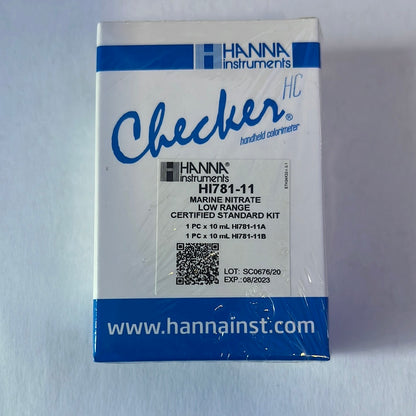 HANNA
instruments
Checker HC
®
handheld colorimeter
HANNA®
instruments
HI781-11
MARINE NITRATE
LOW RANGE
CERTIFIED STANDARD KIT
1 PC x 10 mL HI781-11A
1 PC x 10 mL HI781-11B
LOT: SC0676/20
EXP.: 08/2023
www.hannainst.com